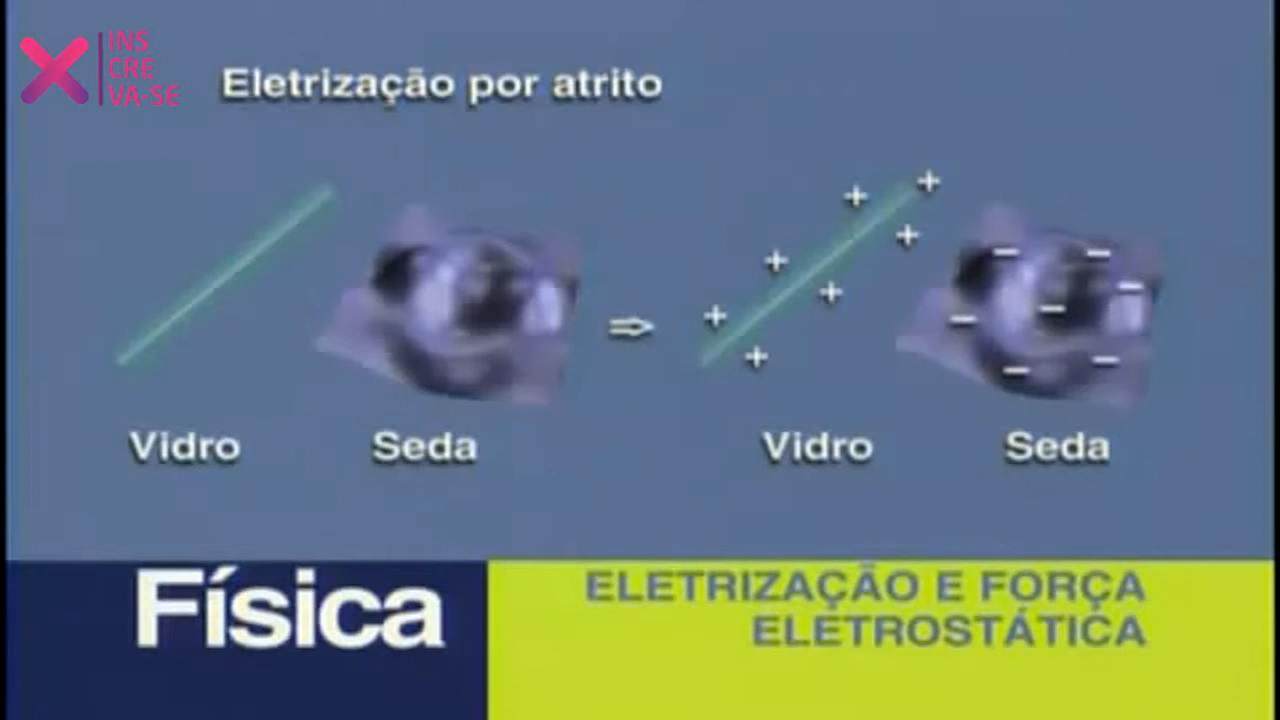 INS
CRE
VA-SE
Eletrização por atrito
+ +
+ +
+ +
+ +
− −
− −
− −
− −
⇒
Vidro Seda Vidro Seda
Física
ELETRIZAÇÃO E FORÇA
ELETROSTÁTICA